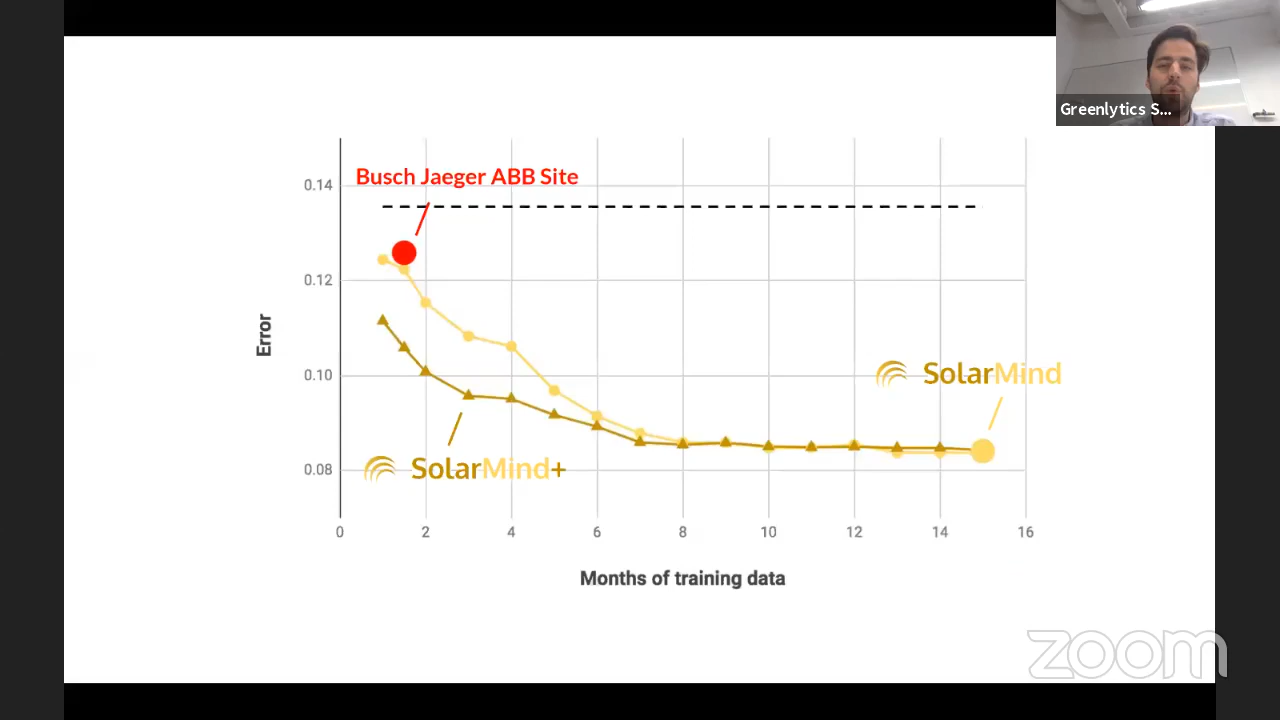 Greenlytics S...
Busch Jaeger ABB Site
0.14
0.12
0.10
0.08
Error
SolarMind
SolarMind+
0 2 4 6 8 10 12 14 16
Months of training data
zoom